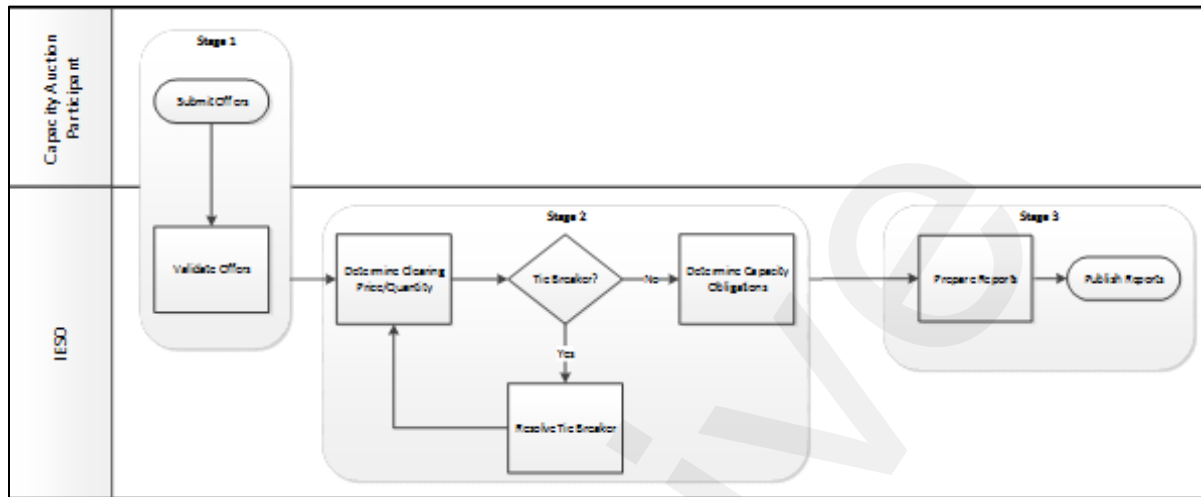 Capacity Auction
Participant
Stage 1
Submit Offers
IESO
Validate Offers
Stage 2
Determine Clearing
Price/Quantity
Tie Breaker?
No
Determine Capacity
Obligations
Yes
Resolve Tie Breaker
Stage 3
Prepare Reports
Publish Reports